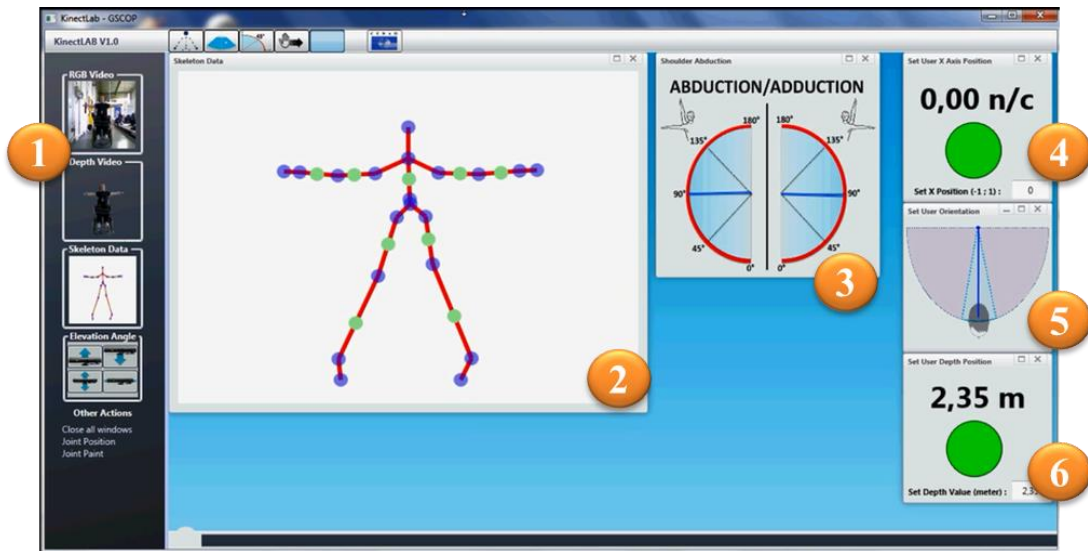 KinectLab - GSCOP
KinectLAB V1.0
45°
RGB Video
1
Depth Video
Skeleton Data
Elevation Angle
Other Actions
Close all windows
Joint Position
Joint Paint
Skeleton Data
2
Shoulder Abduction
ABDUCTION/ADDUCTION
180° 180°
135° 135°
90° 90°
45° 45°
0° 0°
3
Set User X Axis Position
0,00 n/c
4
Set X Position (-1 ; 1) : 0
Set User Orientation
5
Set User Depth Position
2,35 m
6
Set Depth Value (meter) : 2,35